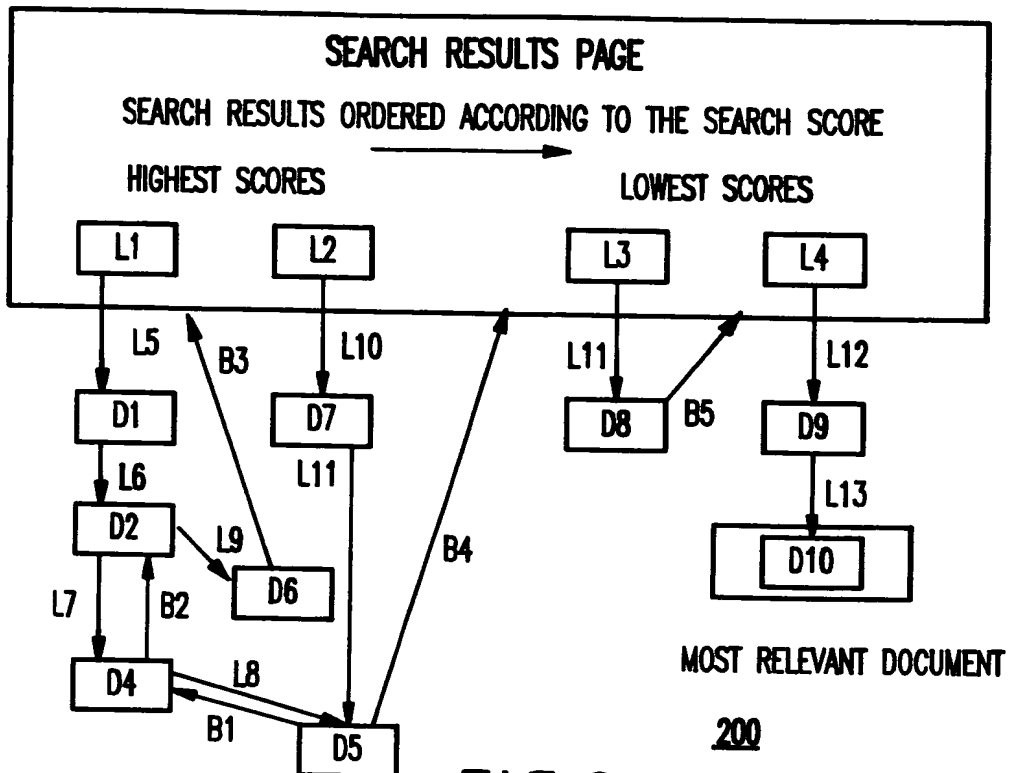 SEARCH RESULTS PAGE
SEARCH RESULTS ORDERED ACCORDING TO THE SEARCH SCORE
HIGHEST SCORES
LOWEST SCORES
L1
L2
L3
L4
L5
B3
L10
L11
B5
L12
D1
D7
D8
D9
L6
L11
L13
D2
L9
B4
D10
L7
B2
D6
MOST RELEVANT DOCUMENT
D4
L8
B1
D5
200